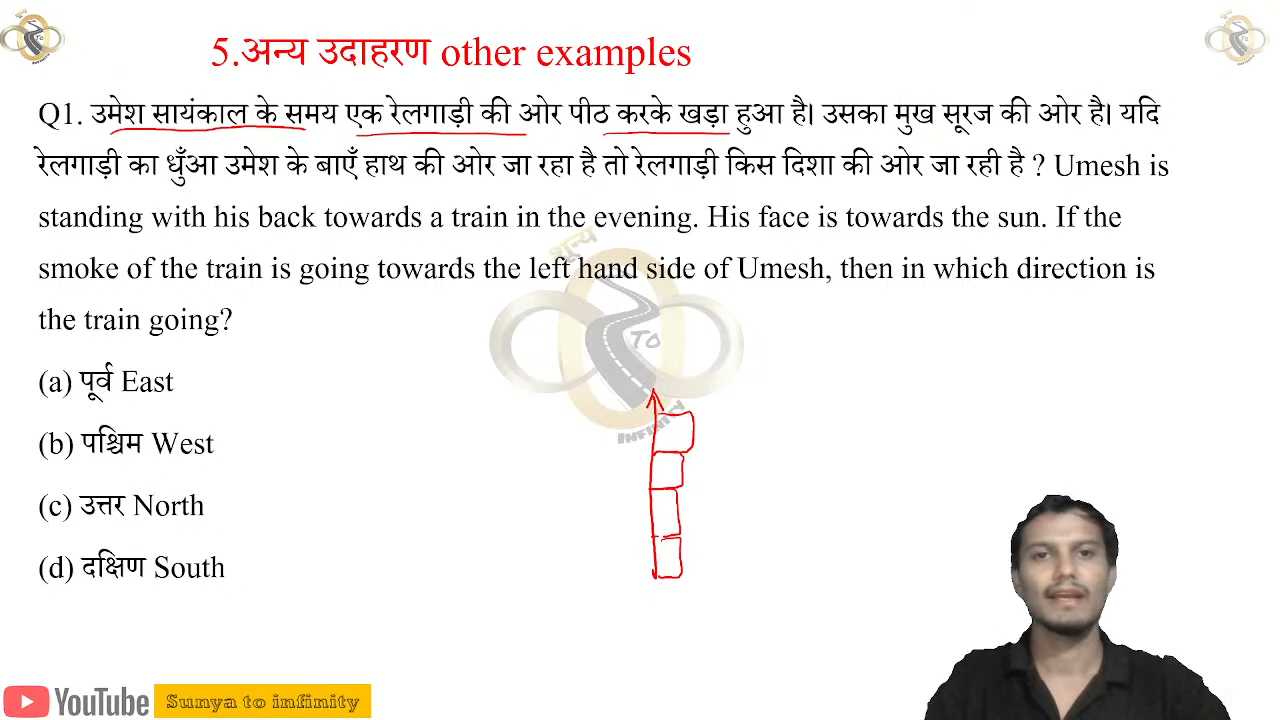 5.अन्य उदाहरण other examples
Q1. उमेश सायंकाल के समय एक रेलगाड़ी की ओर पीठ करके खड़ा हुआ है। उसका मुख सूरज की ओर है। यदि
रेलगाड़ी का धुँआ उमेश के बाएँ हाथ की ओर जा रहा है तो रेलगाड़ी किस दिशा की ओर जा रही है ? Umesh is
standing with his back towards a train in the evening. His face is towards the sun. If the
smoke of the train is going towards the left hand side of Umesh, then in which direction is
the train going?
शून्य
TO
INFINITY
(a) पूर्व East
(b) पश्चिम West
(c) उत्तर North
(d) दक्षिण South
YouTube
Sunya to infinity